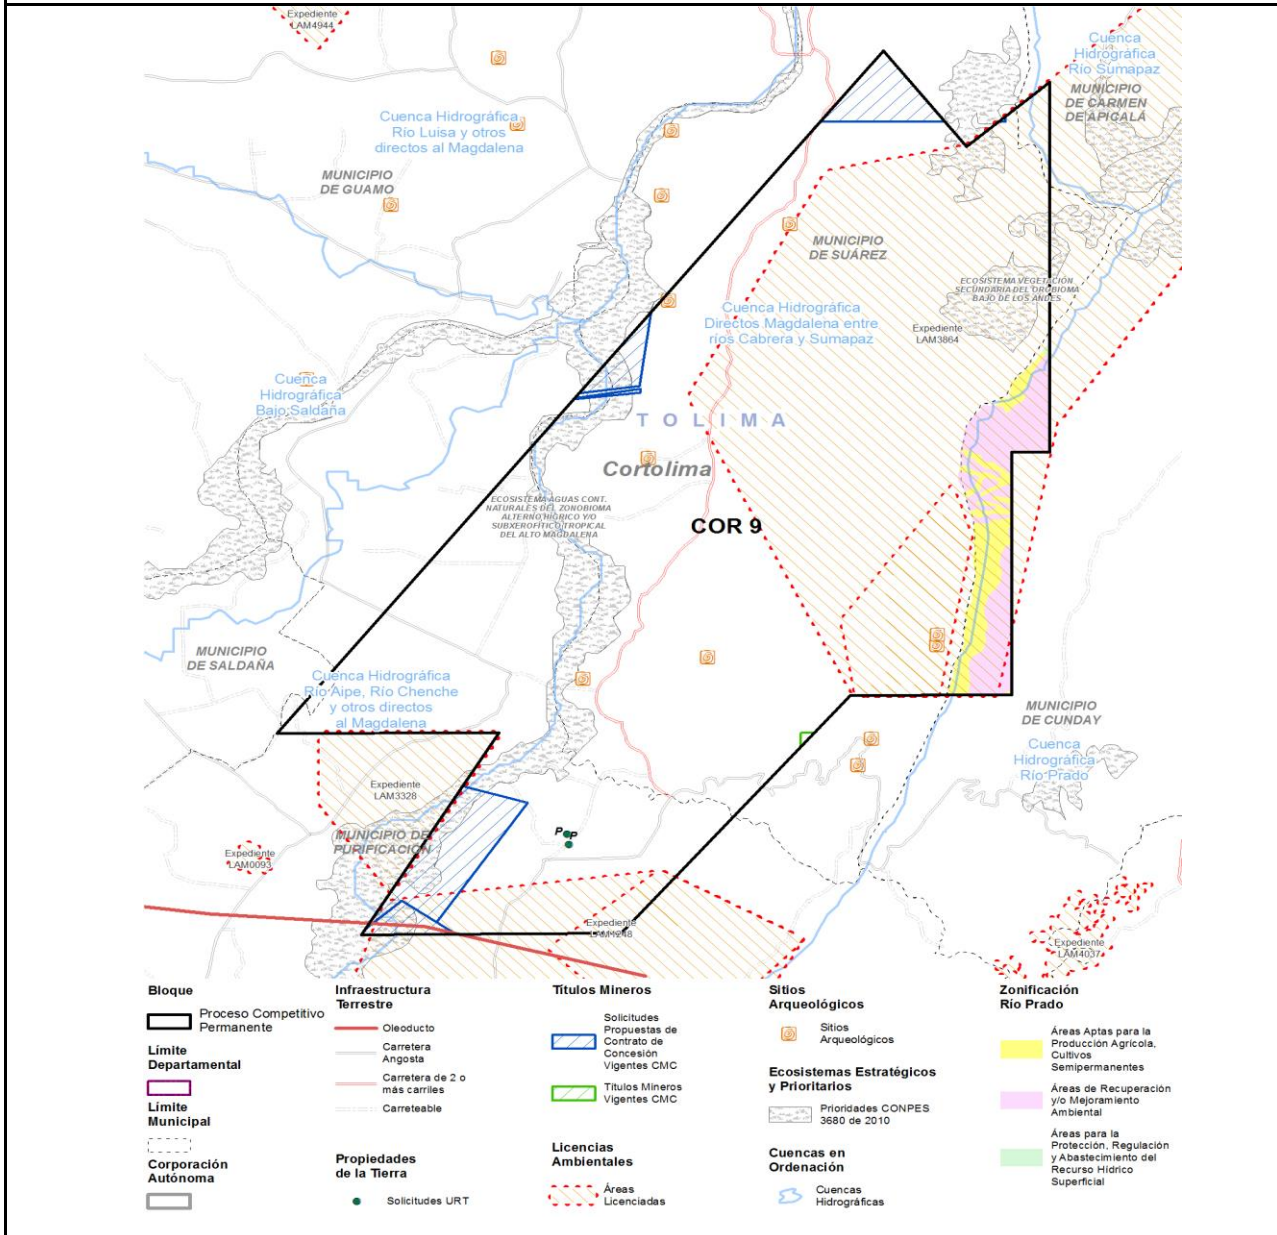 Expediente
LAM4944
Cuenca
Hidrográfica
Río Sumapaz
MUNICIPIO
DE CARMEN
DE APICALÁ
Cuenca Hidrográfica
Río Luisa y otros
directos al Magdalena
MUNICIPIO
DE GUAMO
MUNICIPIO
DE SUÁREZ
ECOSISTEMA VEGETACIÓN
SECUNDARIA DEL OROBIOMA
BAJO DE LOS ANDES
Cuenca Hidrográfica
Directos Magdalena entre
ríos Cabrera y Sumapaz
Expediente
LAM3864
Cuenca
Hidrográfica
Bajo Saldaña
TOLIMA
Cortolima
ECOSISTEMA AGUAS CONT.
NATURALES DEL ZONOBIOMA
ALTERNO HÍGRICO Y/O
SUBXEROFÍTICO TROPICAL
DEL ALTO MAGDALENA
COR 9
MUNICIPIO
DE SALDAÑA
Cuenca Hidrográfica
Río Aipe, Río Chenche
y otros directos
al Magdalena
MUNICIPIO
DE CUNDAY
Cuenca
Hidrográfica
Río Prado
Expediente
LAM3328
MUNICIPIO DE
PURIFICACIÓN
P P
Expediente
LAM0093
Expediente
LAM1248
Expediente
LAM4037
Bloque
Proceso Competitivo
Permanente
Límite
Departamental
Límite
Municipal
Corporación
Autónoma
Infraestructura
Terrestre
Oleoducto
Carretera
Angosta
Carretera de 2 o
más carriles
Carreteable
Propiedades
de la Tierra
Solicitudes URT
Títulos Mineros
Solicitudes
Propuestas de
Contrato de
Concesión
Vigentes CMC
Títulos Mineros
Vigentes CMC
Licencias
Ambientales
Áreas
Licenciadas
Sitios
Arqueológicos
Sitios
Arqueológicos
Ecosistemas Estratégicos
y Prioritarios
Prioridades CONPES
3680 de 2010
Cuencas en
Ordenación
Cuencas
Hidrográficas
Zonificación
Río Prado
Áreas Aptas para la
Producción Agrícola,
Cultivos
Semipermanentes
Áreas de Recuperación
y/o Mejoramiento
Ambiental
Áreas para la
Protección, Regulación
y Abastecimiento del
Recurso Hídrico
Superficial